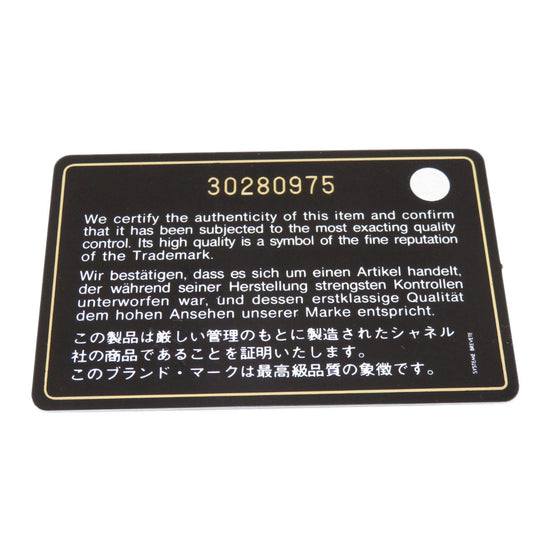 30280975
We certify the authenticity of this item and confirm
that it has been subjected to the most exacting quality
control. Its high quality is a symbol of the fine reputation
of the Trademark.
Wir bestätigen, dass es sich um einen Artikel handelt,
der während seiner Herstellung strengsten Kontrollen
unterworfen war, und dessen erstklassige Qualität
dem hohen Ansehen unserer Marke entspricht.
この製品は厳しい管理のもとに製造されたシャネル
社の商品であることを証明いたします。
このブランド・マークは最高級品質の象徴です。
SYSTEME BREVETE